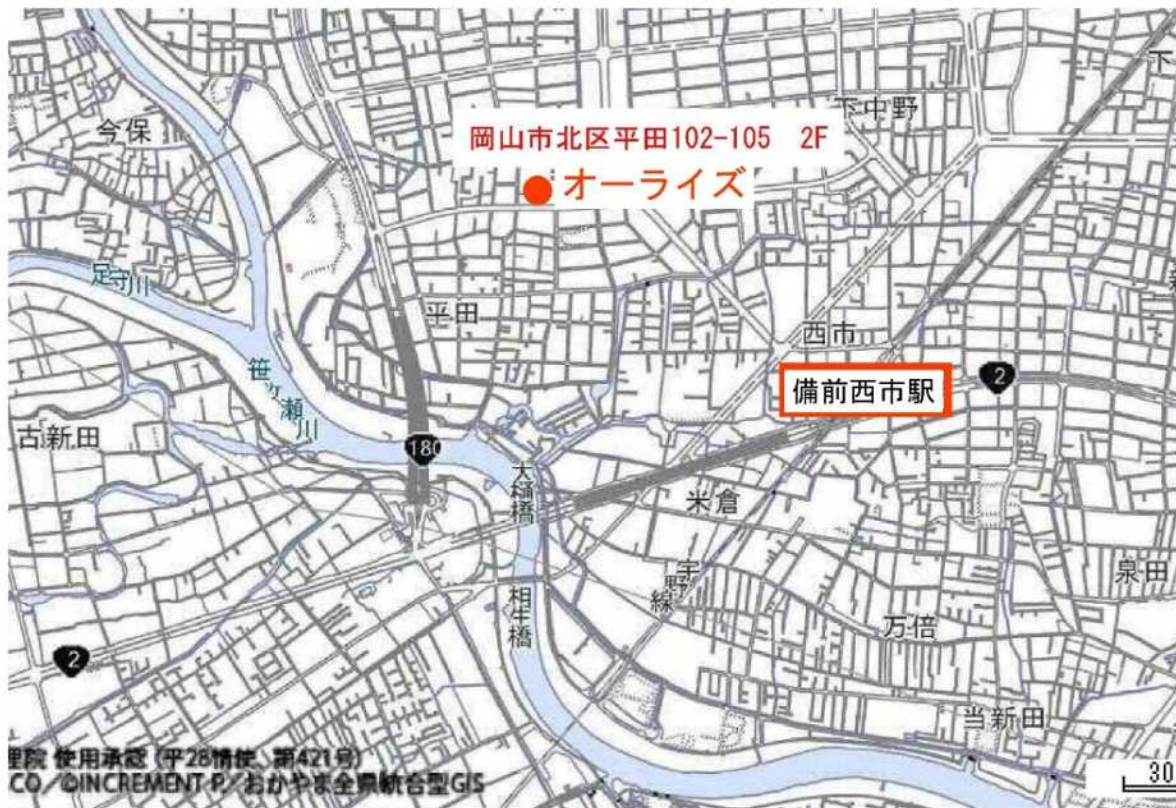 下
下中野
今保
岡山市北区平田102-105 2F
オーライズ
足守川
平田
西市
笹ヶ瀬川
2
備前西市駅
古新田
180
大樋橋
米倉
泉田
宇野線
相生橋
万倍
2
当新田
理院 使用承認 (平28情使、第421号)
CO／©INCREMENT P／おかやま全県統合型GIS
30